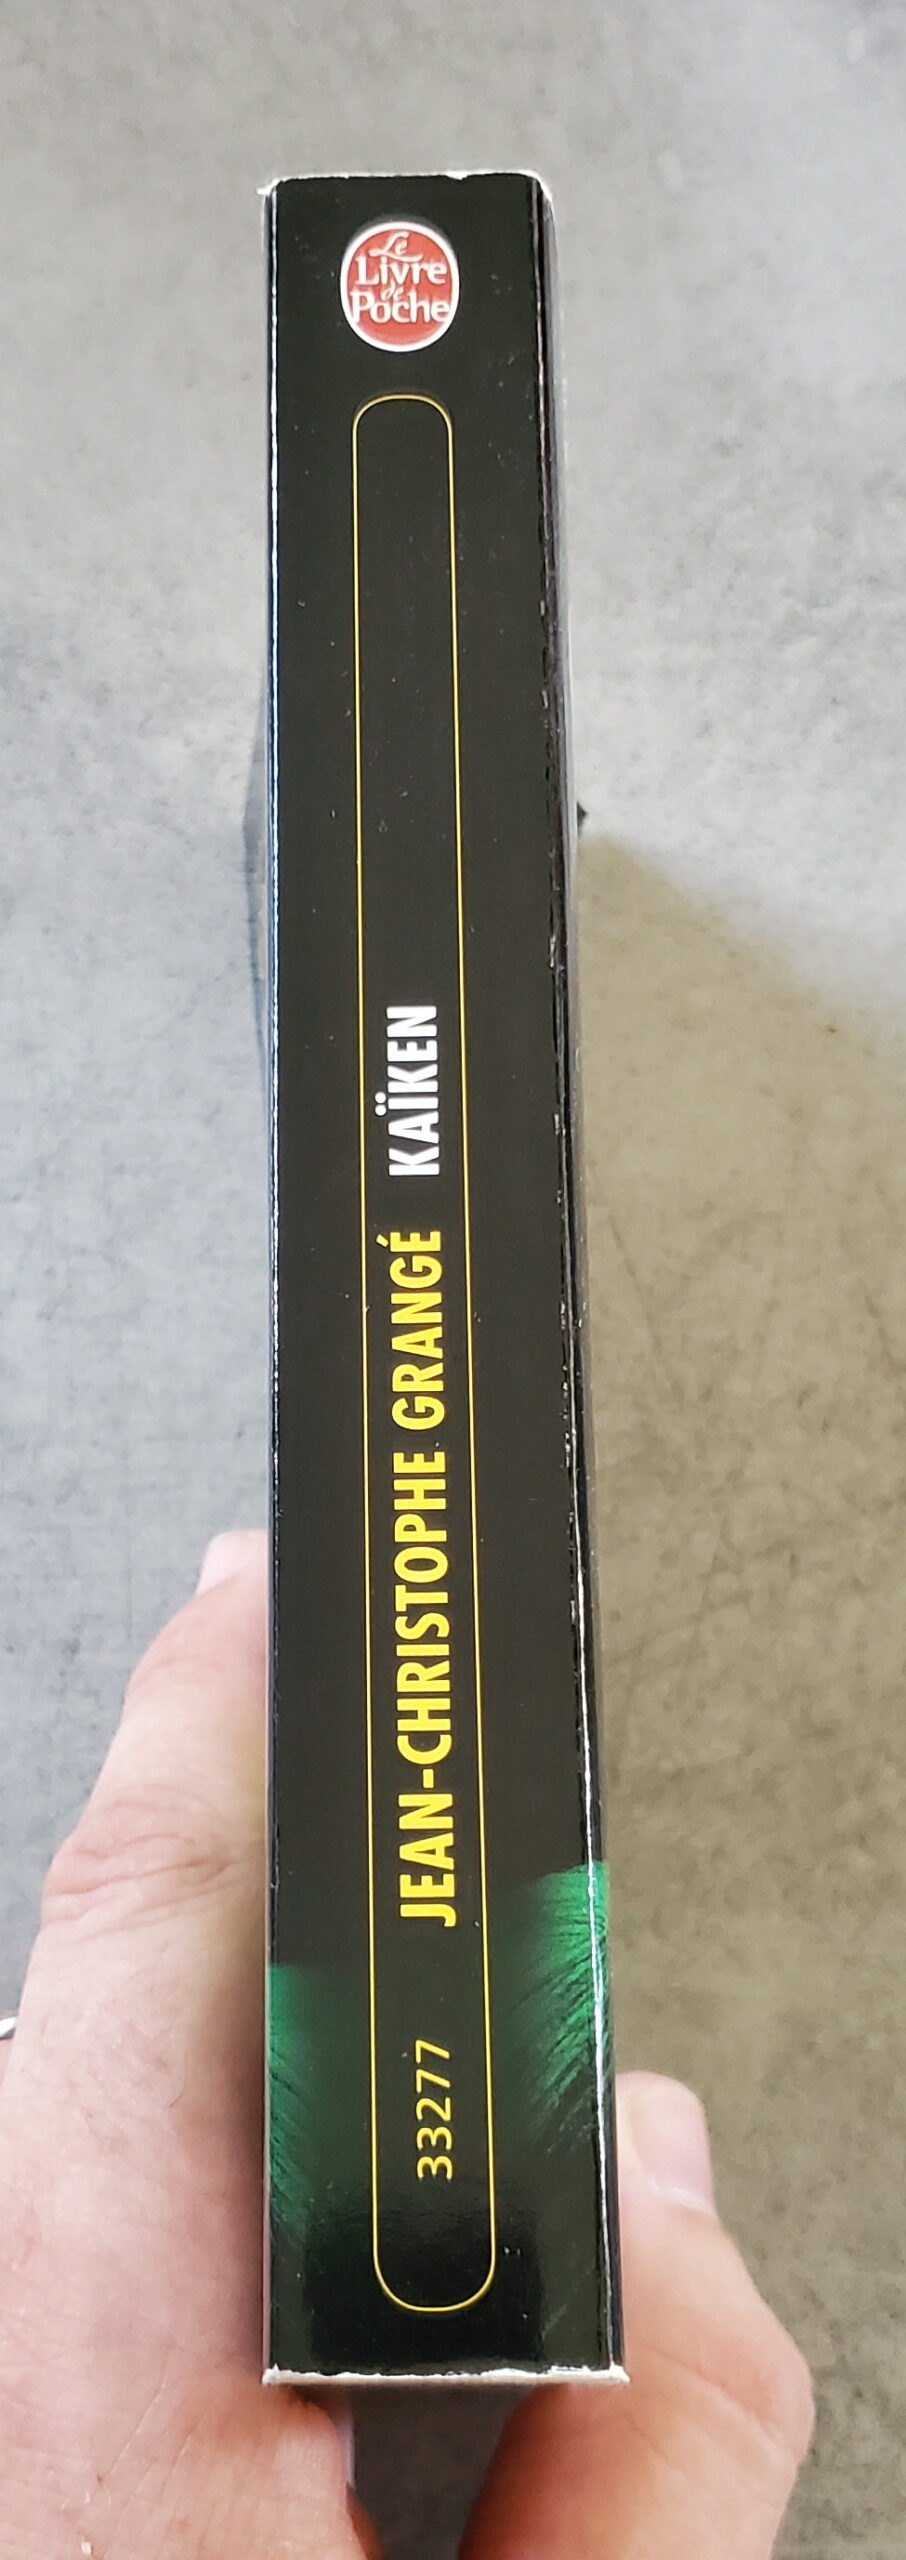 Le
Livre
de
Poche
33277 JEAN-CHRISTOPHE GRANGÉ KAÏKEN